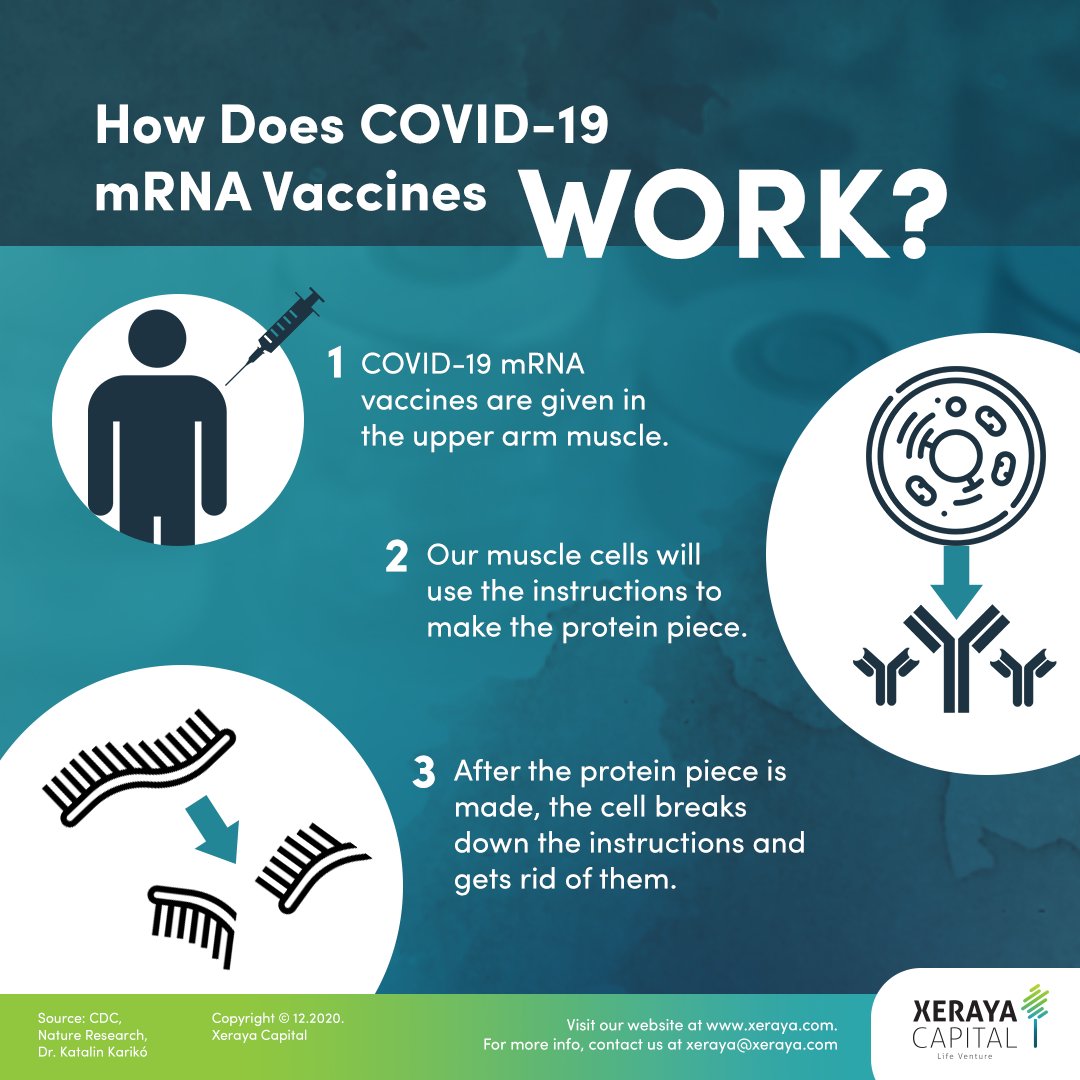 How Does COVID-19
mRNA Vaccines WORK?
1 COVID-19 mRNA
vaccines are given in
the upper arm muscle.
2 Our muscle cells will
use the instructions to
make the protein piece.
3 After the protein piece is
made, the cell breaks
down the instructions and
gets rid of them.
Source: CDC,
Nature Research,
Dr. Katalin Karikó
Copyright © 12.2020.
Xeraya Capital
Visit our website at www.xeraya.com.
For more info, contact us at xeraya@xeraya.com
XERAYA
CAPITAL
Life Venture